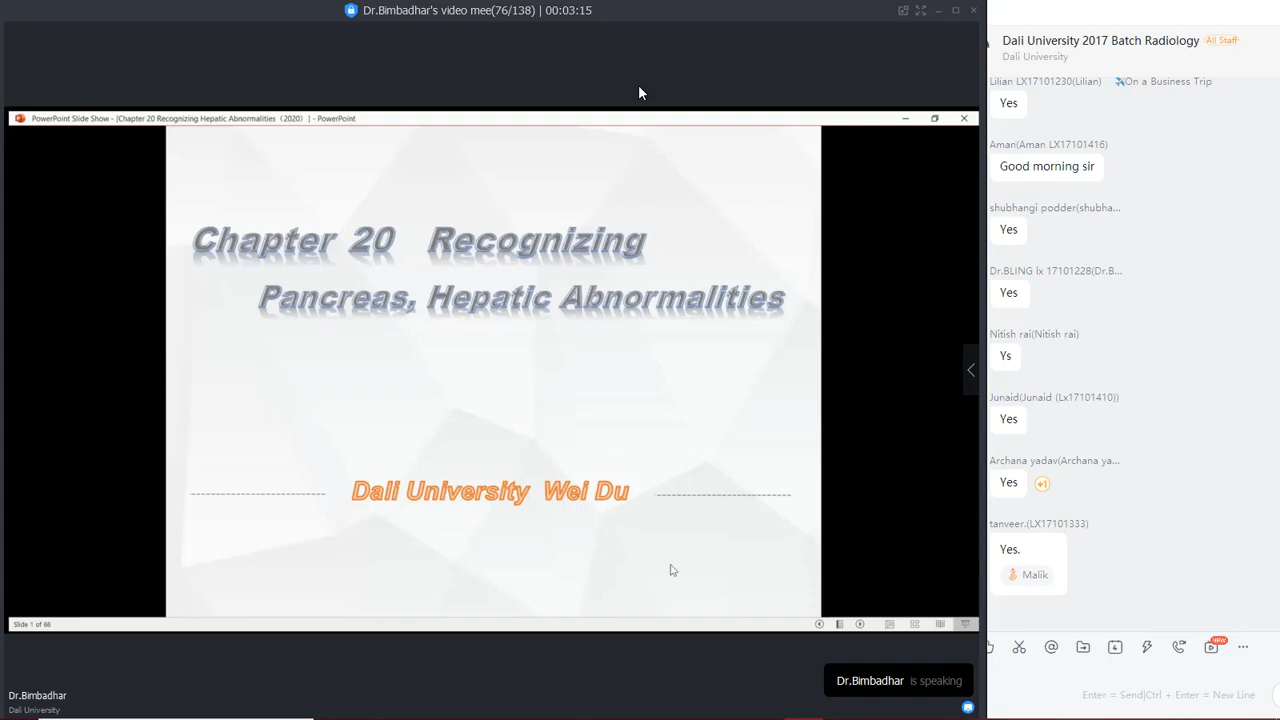 Dr.Bimbadhar's video mee(76/138) | 00:03:15
PowerPoint Slide Show - [Chapter 20 Recognizing Hepatic Abnormalities（2020） ] - PowerPoint
Chapter 20 Recognizing
Pancreas, Hepatic Abnormalities
Dali University Wei Du
Slide 1 of 66
Dr.Bimbadhar is speaking
Dr.Bimbadhar
Dali University
Dali University 2017 Batch Radiology All Staff
Dali University
Lilian LX17101230(Lilian) ✈️On a Business Trip
Yes
Aman(Aman LX17101416)
Good morning sir
shubhangi podder(shubha...
Yes
Dr.BLING lx 17101228(Dr.B...
Yes
Nitish rai(Nitish rai)
Ys
Junaid(Junaid (Lx17101410))
Yes
Archana yadav(Archana ya...
Yes +1
tanveer.(LX17101333)
Yes.
Malik
4
NEW
Enter = Send|Ctrl + Enter = New Line